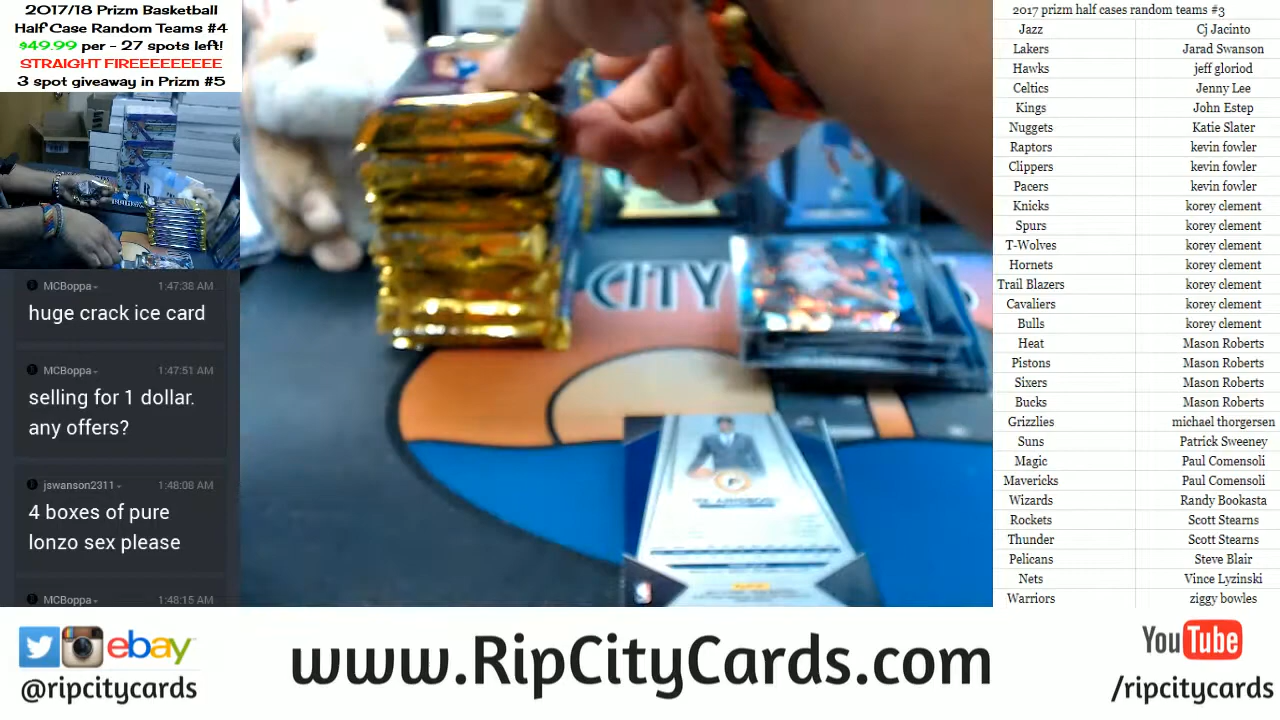 2017/18 Prizm Basketball
Half Case Random Teams #4
$49.99 per - 27 spots left!
STRAIGHT FIREEEEEEEEE
3 spot giveaway in Prizm #5
MCBoppa 1:47:38 AM
huge crack ice card
MCBoppa 1:47:51 AM
selling for 1 dollar.
any offers?
jswanson2311 1:48:08 AM
4 boxes of pure
lonzo sex please
MCBoppa 1:48:15 AM
CITY
2017 prizm half cases random teams #3
Jazz Cj Jacinto
Lakers Jarad Swanson
Hawks jeff gloriod
Celtics Jenny Lee
Kings John Estep
Nuggets Katie Slater
Raptors kevin fowler
Clippers kevin fowler
Pacers kevin fowler
Knicks korey clement
Spurs korey clement
T-Wolves korey clement
Hornets korey clement
Trail Blazers korey clement
Cavaliers korey clement
Bulls korey clement
Heat Mason Roberts
Pistons Mason Roberts
Sixers Mason Roberts
Bucks Mason Roberts
Grizzlies michael thorgersen
Suns Patrick Sweeney
Magic Paul Comensoli
Mavericks Paul Comensoli
Wizards Randy Bookasta
Rockets Scott Stearns
Thunder Scott Stearns
Pelicans Steve Blair
Nets Vince Lyzinski
Warriors ziggy bowles
ebay
@ripcitycards
www.RipCityCards.com
YouTube
/ripcitycards